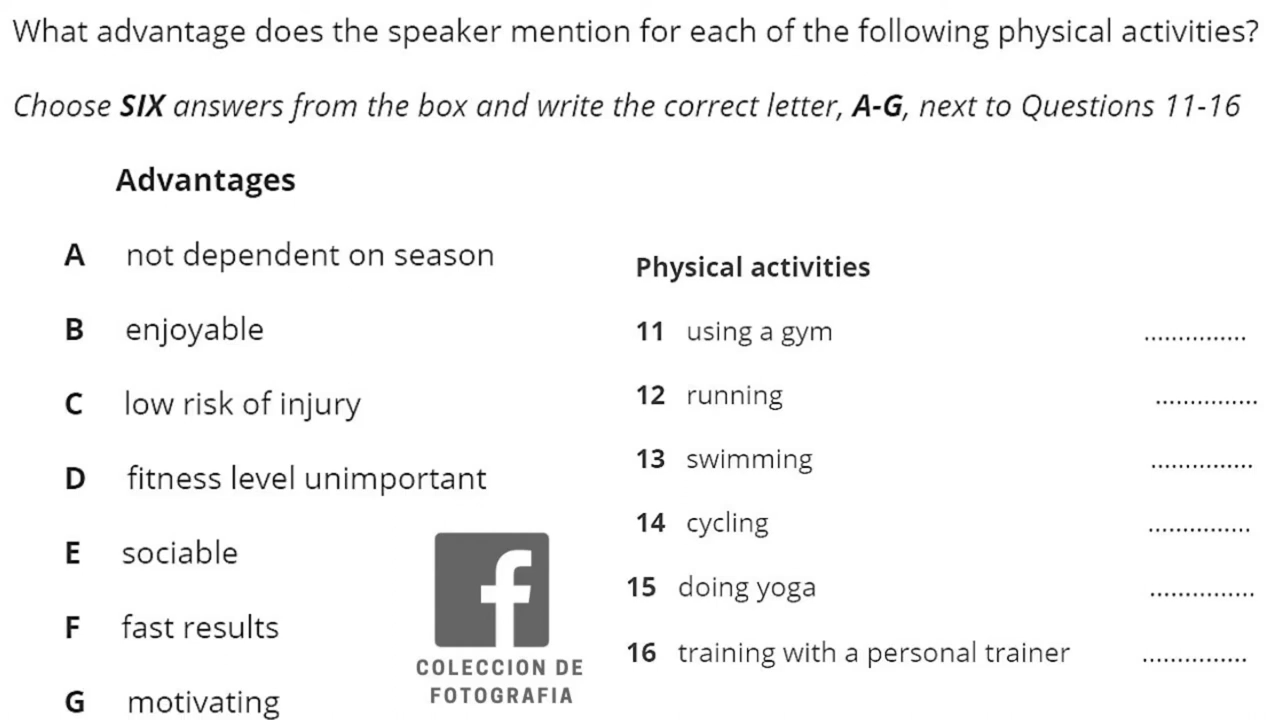 What advantage does the speaker mention for each of the following physical activities?
Choose SIX answers from the box and write the correct letter, A-G, next to Questions 11-16
Advantages
A not dependent on season
B enjoyable
C low risk of injury
D fitness level unimportant
E sociable
F fast results
G motivating
Physical activities
11 using a gym ...............
12 running ...............
13 swimming ...............
14 cycling ...............
15 doing yoga ...............
16 training with a personal trainer ...............
f
COLECCION DE
FOTOGRAFIA